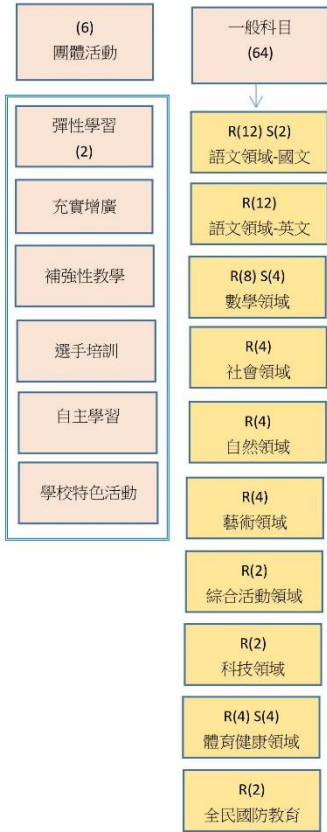 (6)
團體活動
彈性學習
(2)
充實增廣
補強性教學
選手培訓
自主學習
學校特色活動
一般科目
(64)
R(12) S(2)
語文領域-國文
R(12)
語文領域-英文
R(8) S(4)
數學領域
R(4)
社會領域
R(4)
自然領域
R(4)
藝術領域
R(2)
綜合活動領域
R(2)
科技領域
R(4) S(4)
體育健康領域
R(2)
全民國防教育